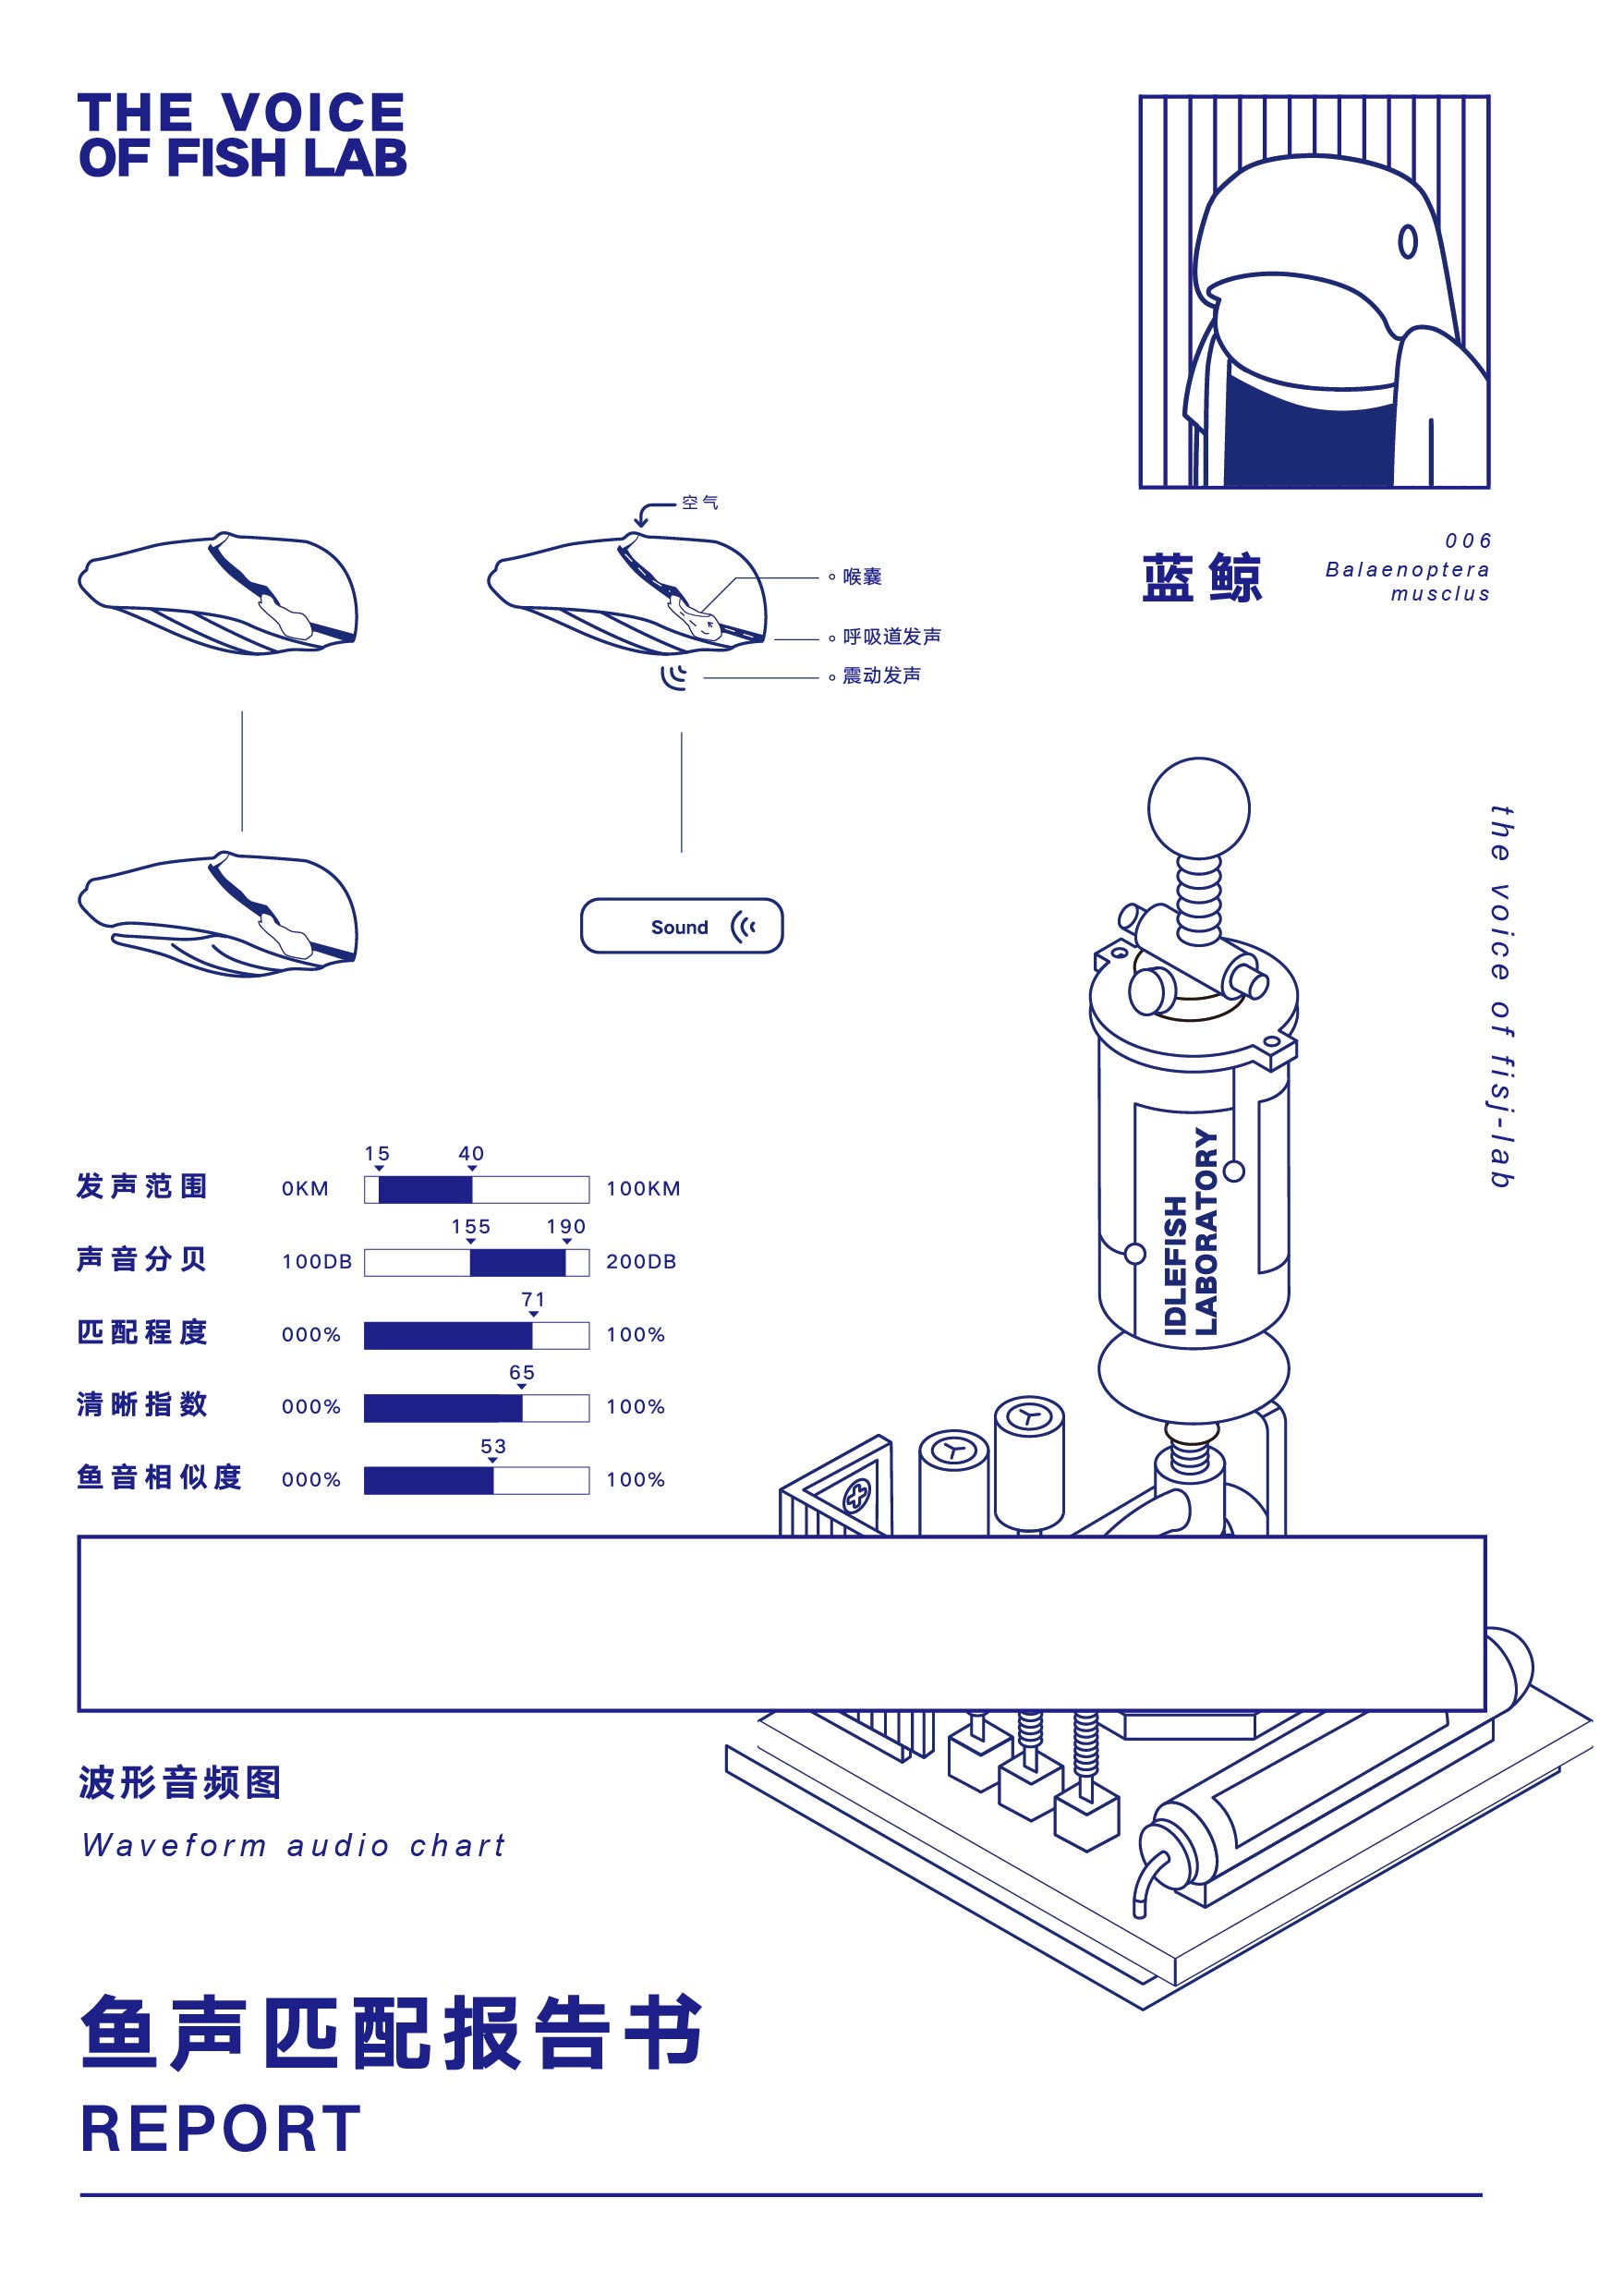 THE VOICE
OF FISH LAB
蓝鲸
006
Balaenoptera
musclus
空气
喉囊
呼吸道发声
震动发声
Sound
the voice of fisj-lab
IDLEFISH
LABORATORY
15 40
发声范围 0KM 100KM
155 190
声音分贝 100DB 200DB
71
匹配程度 000% 100%
65
清晰指数 000% 100%
53
鱼音相似度 000% 100%
波形音频图
Waveform audio chart
鱼声匹配报告书
REPORT